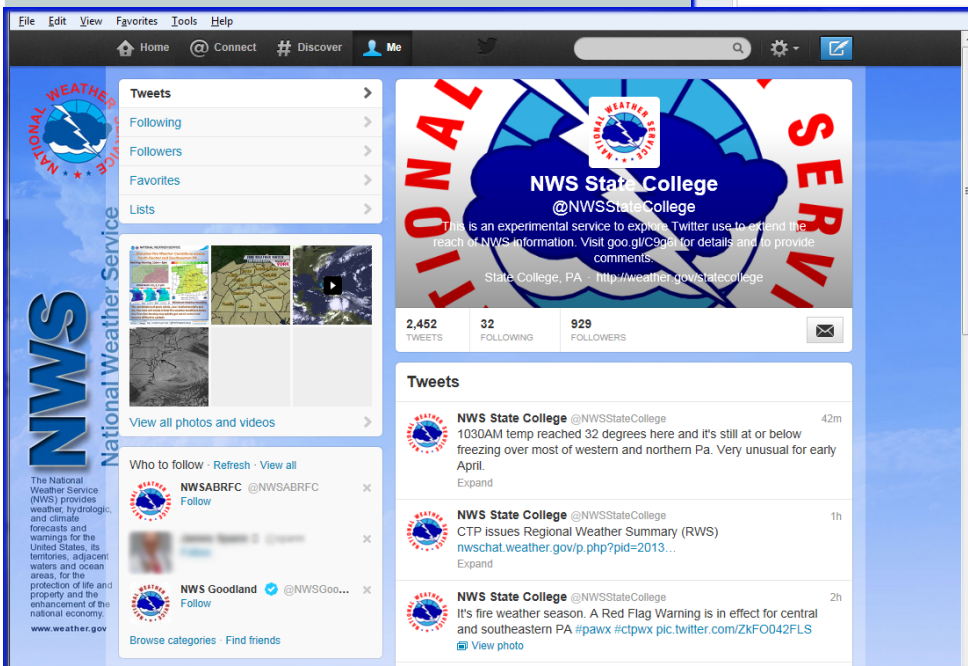 File Edit View Favorites Tools Help
Home Connect Discover Me
NATIONAL WEATHER SERVICE
NWS
National Weather Service
The National
Weather Service
(NWS) provides
weather, hydrologic,
and climate
forecasts and
warnings for the
United States, its
territories, adjacent
waters and ocean
areas, for the
protection of life and
property and the
enhancement of the
national economy.
www.weather.gov
Tweets
Following
Followers
Favorites
Lists
View all photos and videos
Who to follow · Refresh · View all
NWSABRFC @NWSABRFC
Follow
NWS Goodland @NWSGoo...
Follow
Browse categories · Find friends
NATIONAL WEATHER SERVICE
NWS State College
@NWSStateCollege
This is an experimental service to explore Twitter use to extend the
reach of NWS information. Visit goo.gl/C9g6I for details and to provide
comments.
State College, PA · http://weather.gov/statecollege
2,452 32 929
TWEETS FOLLOWING FOLLOWERS
Tweets
NWS State College @NWSStateCollege 42m
1030AM temp reached 32 degrees here and it's still at or below
freezing over most of western and northern Pa. Very unusual for early
April.
Expand
NWS State College @NWSStateCollege 1h
CTP issues Regional Weather Summary (RWS)
nwschat.weather.gov/p.php?pid=2013...
Expand
NWS State College @NWSStateCollege 2h
It's fire weather season. A Red Flag Warning is in effect for central
and southeastern PA #pawx #ctpwx pic.twitter.com/ZkFO042FLS
View photo